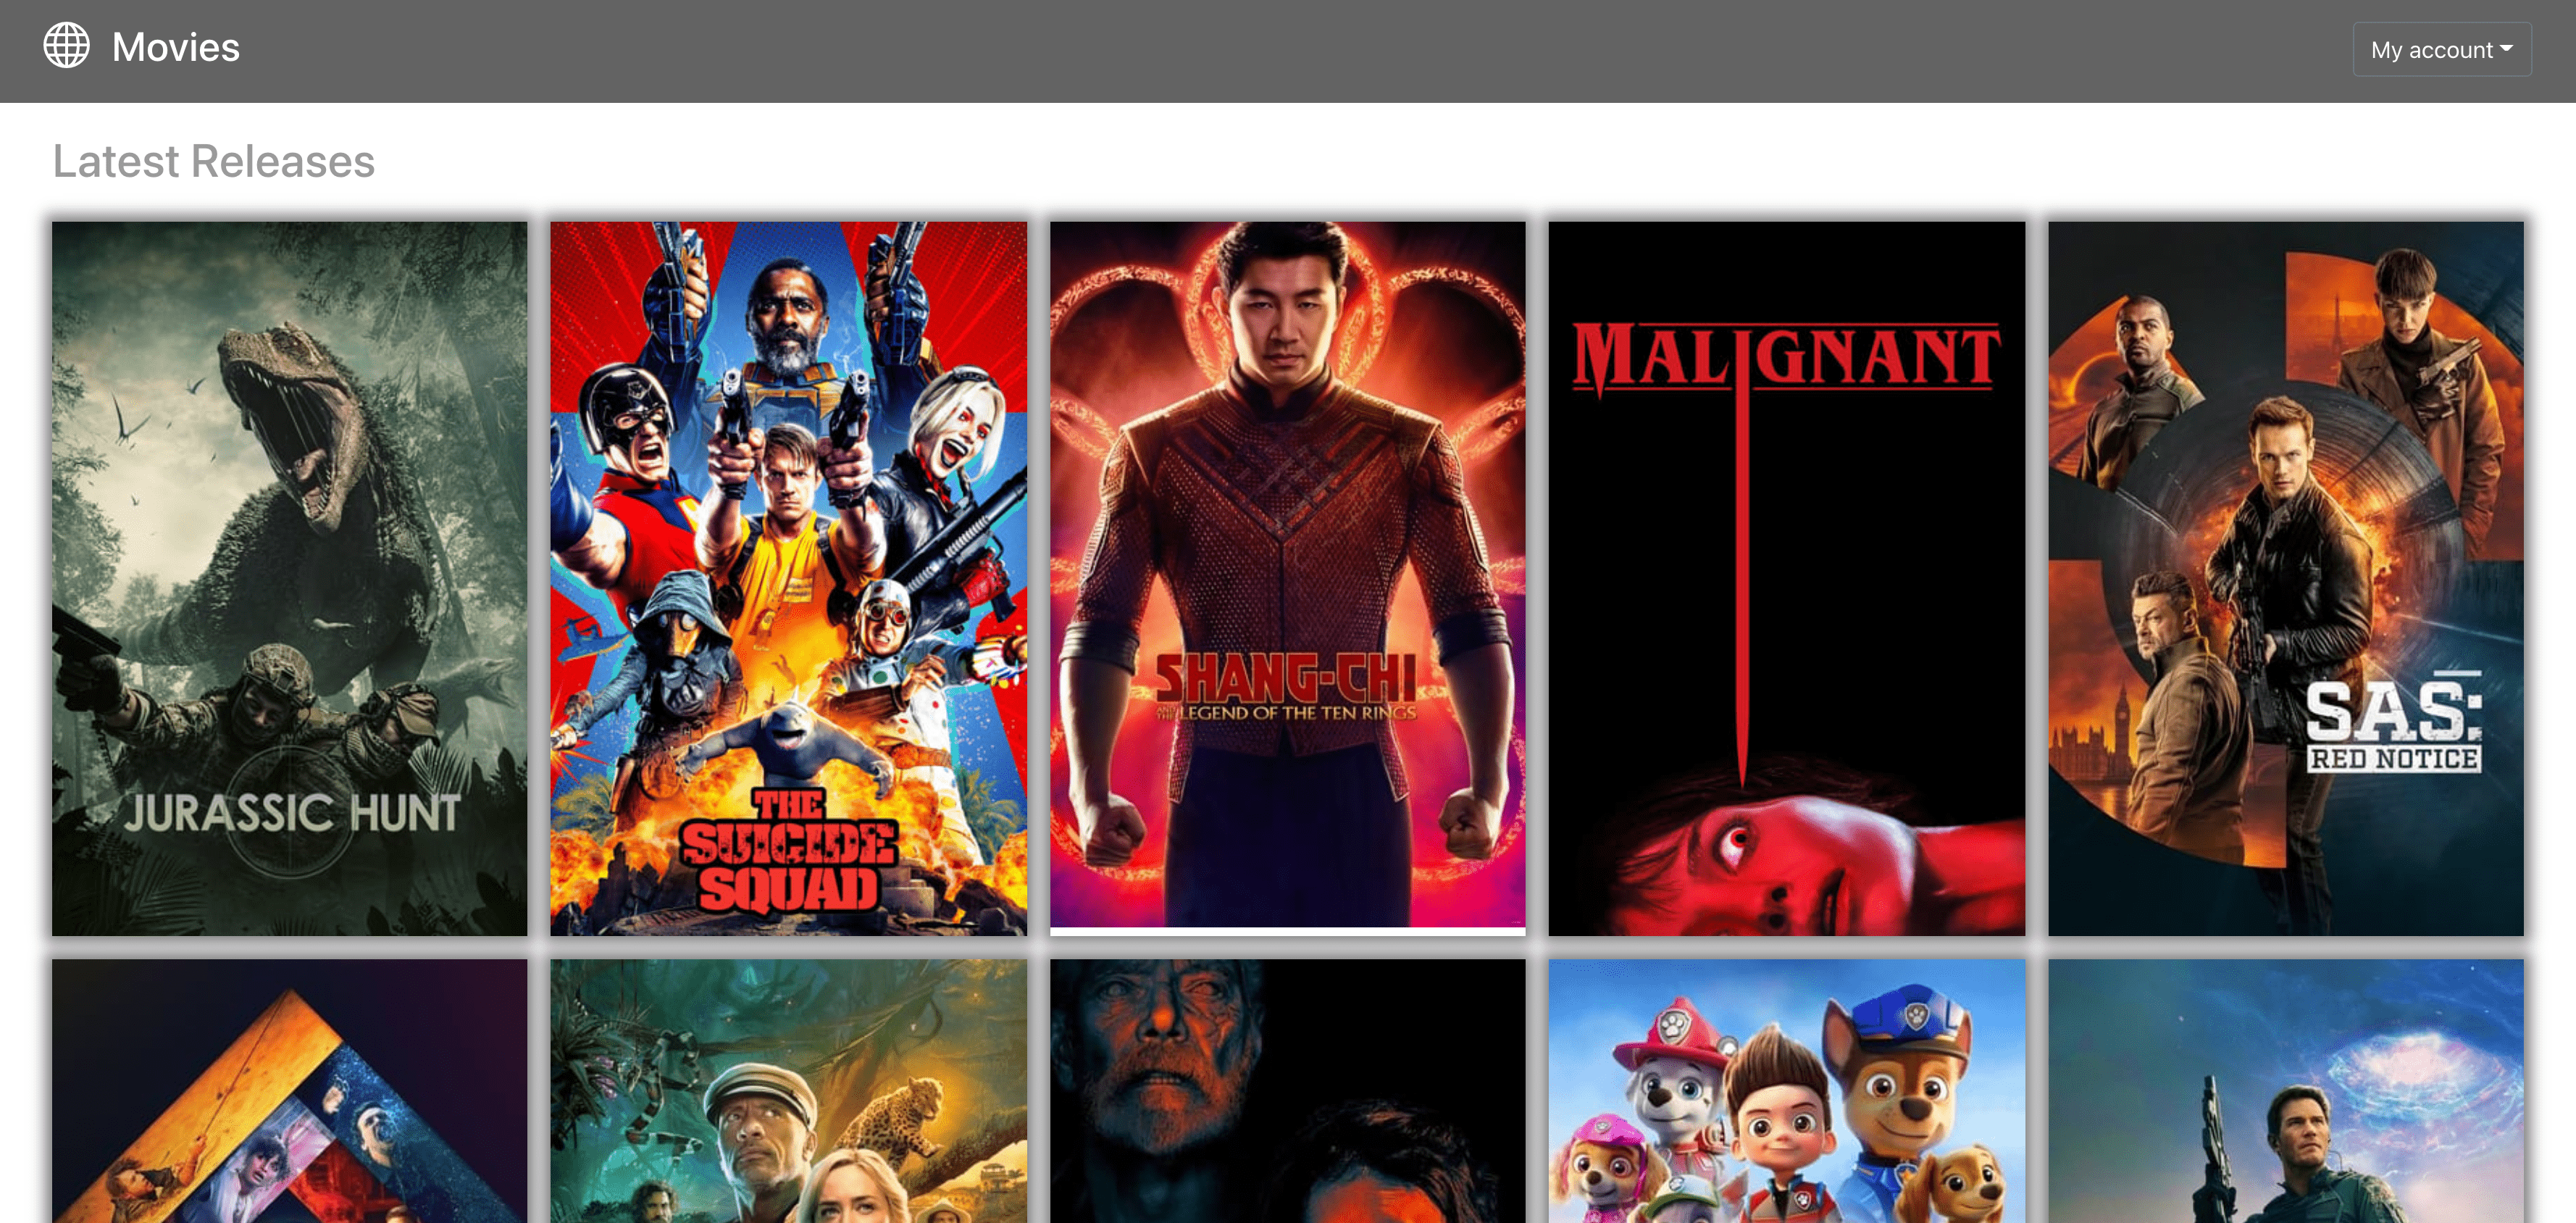 Movies
My account
Latest Releases
JURASSIC HUNT
THE
SUICIDE
SQUAD
SHANG-CHI
AND THE LEGEND OF THE TEN RINGS
MALIGNANT
SAS:
RED NOTICE